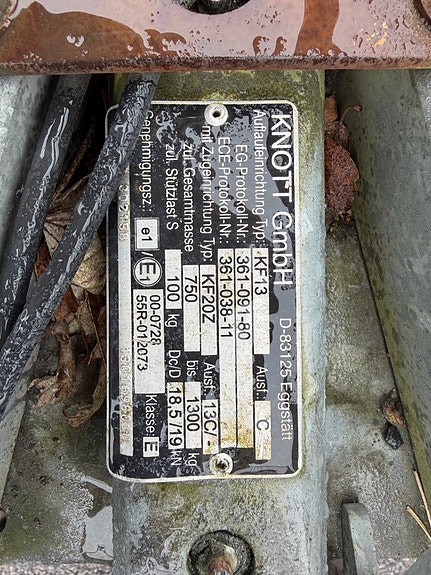 KNOTT GmbH D-83125 Eggstätt
Auflaufeinrichtung Typ: KF13 Ausf. C
EG-Protokoll-Nr. 361-091-80
ECE-Protokoll-Nr. 361-038-11
mit Zugeinrichtung Typ: KF20Z Ausf. 13C/
zul. Gesamtmasse 750 bis 1300 kg
zul. Stützlast S 100 kg Dc/D 18,5/19 kN
Genehmigungsz.: e1 00-0728
E1 55R-012073 Klasse: E